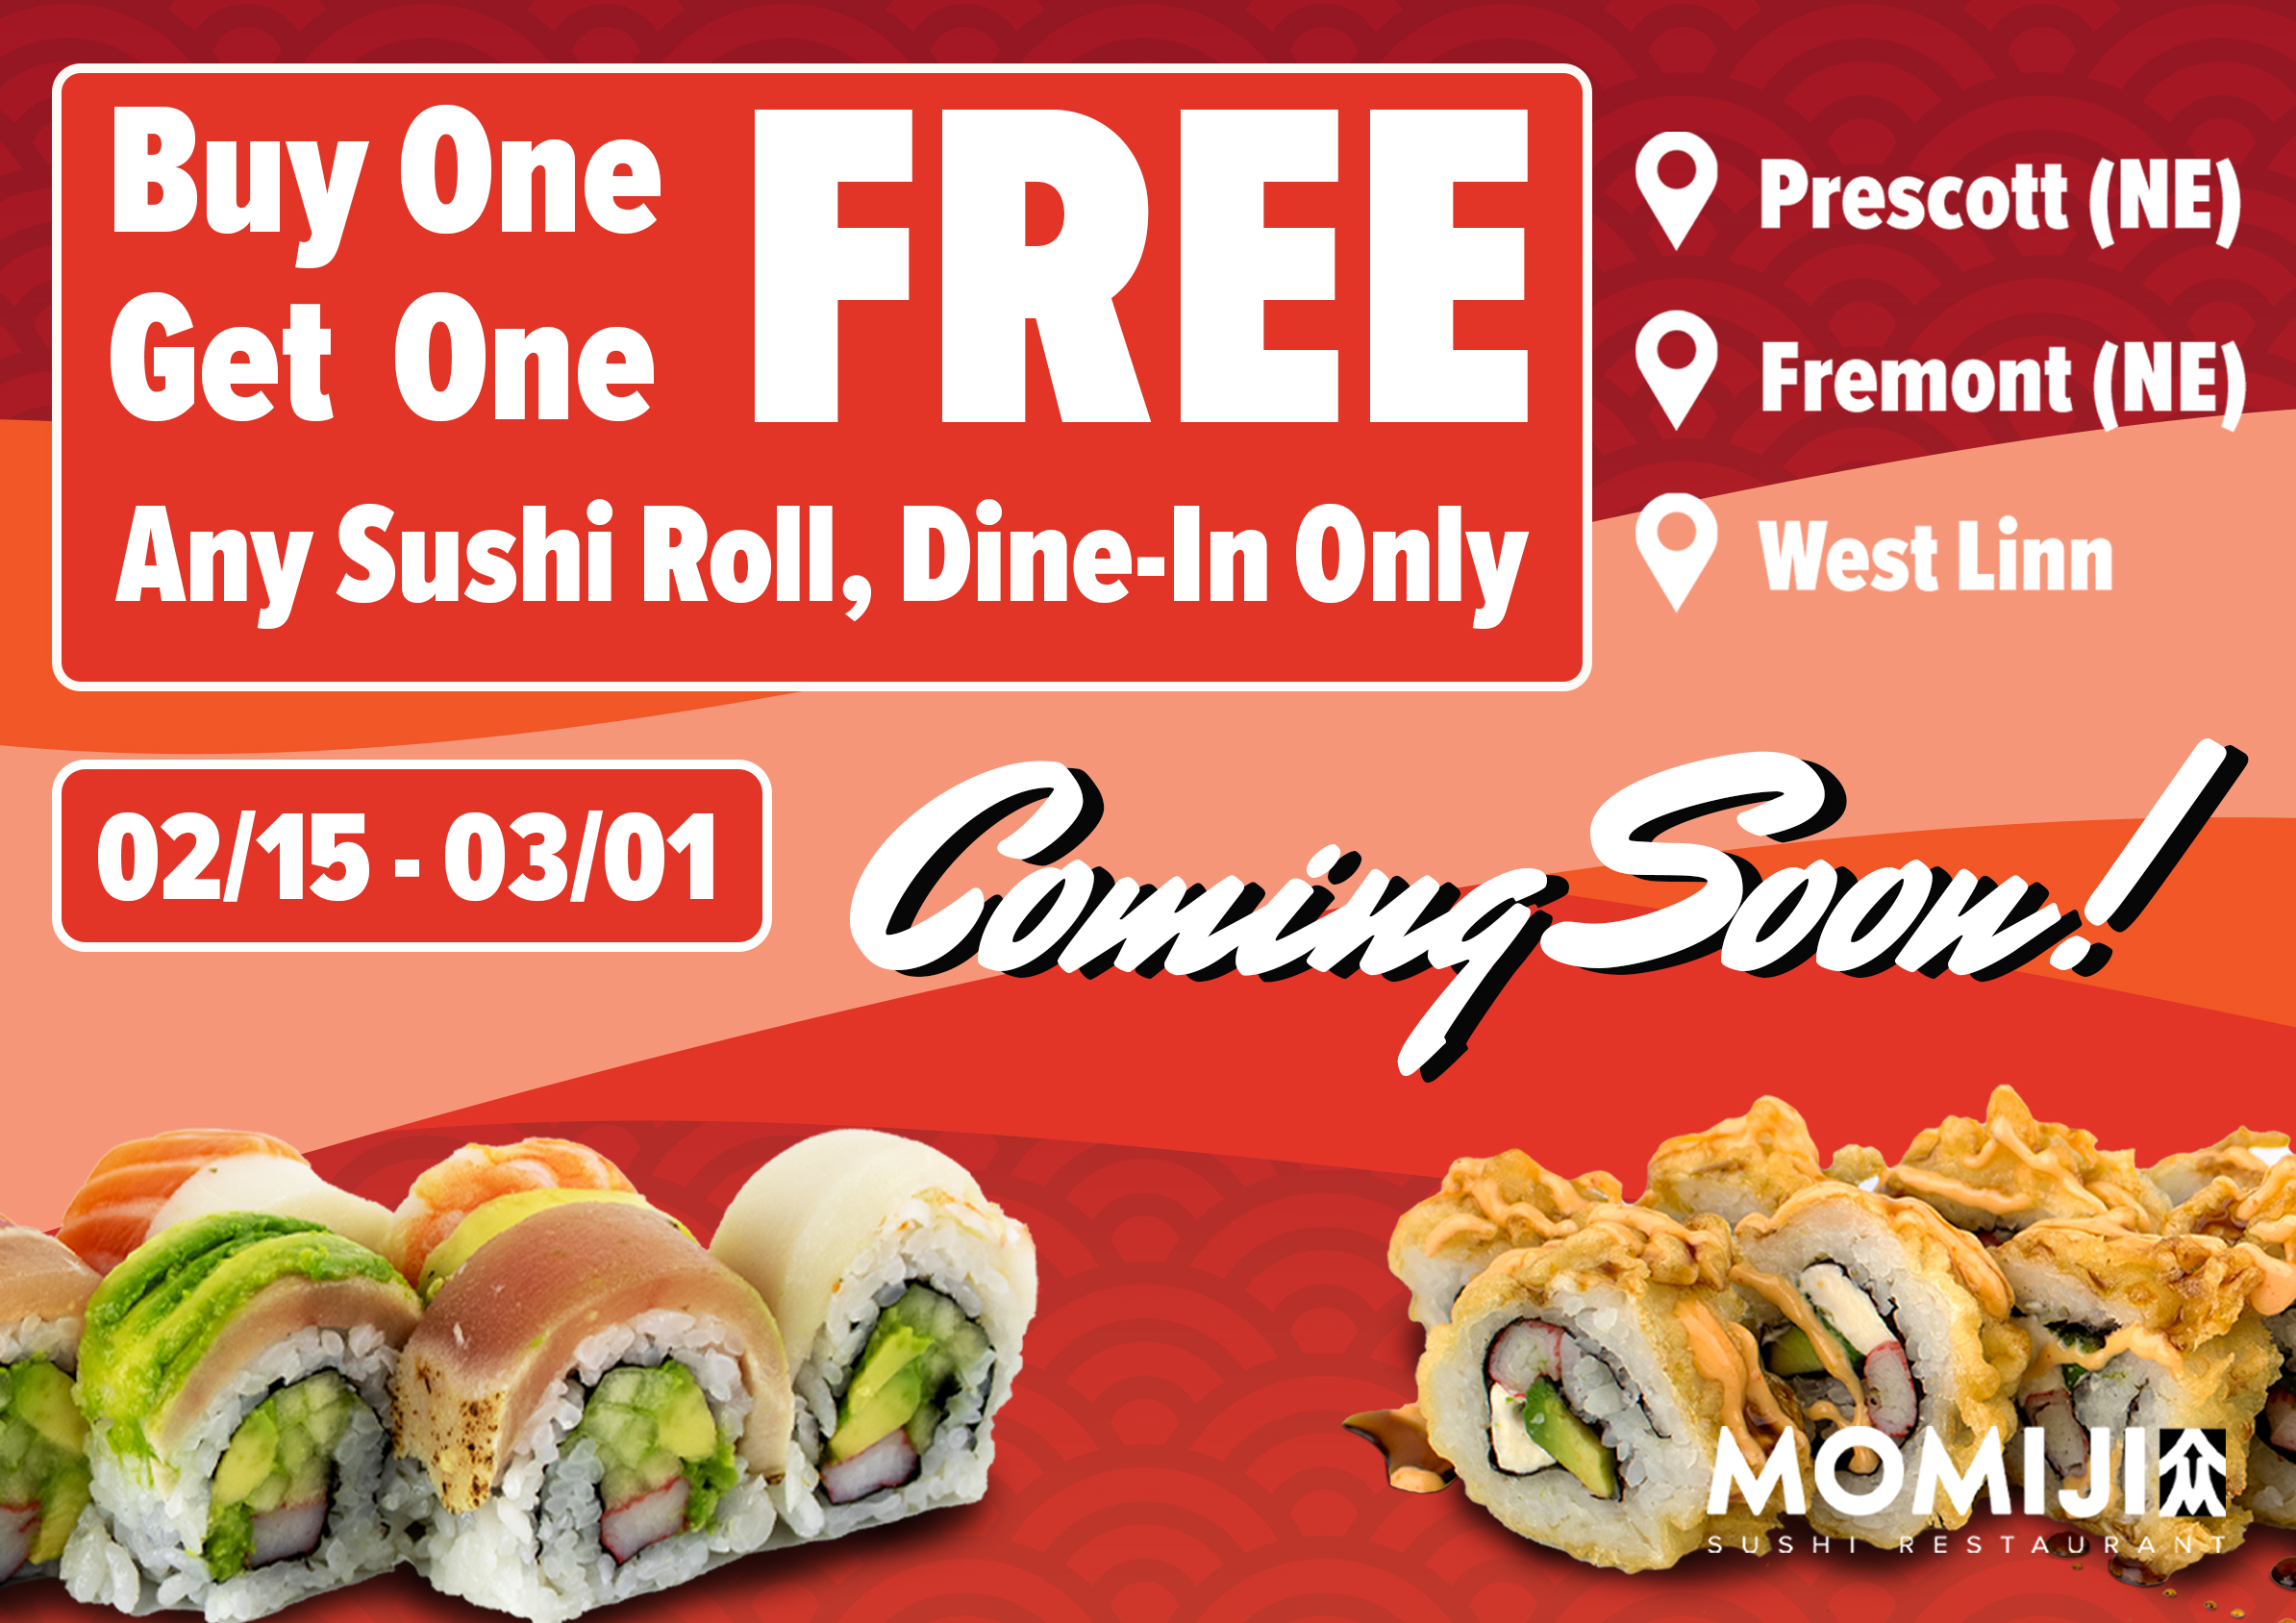 Buy One
Get One
FREE
Any Sushi Roll, Dine-In Only
Prescott (NE)
Fremont (NE)
West Linn
02/15 - 03/01
Coming Soon!
MOMIJI
SUSHI RESTAURANT